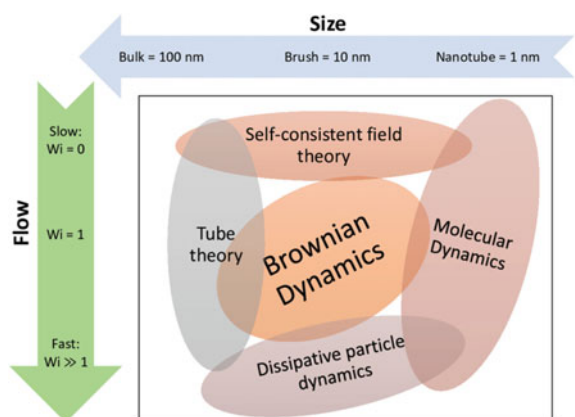 Size
Bulk = 100 nm
Brush = 10 nm
Nanotube = 1 nm
Flow
Slow:
Wi = 0
Wi = 1
Fast:
Wi ≫ 1
Self-consistent field
theory
Tube
theory
Brownian
Dynamics
Molecular
Dynamics
Dissipative particle
dynamics